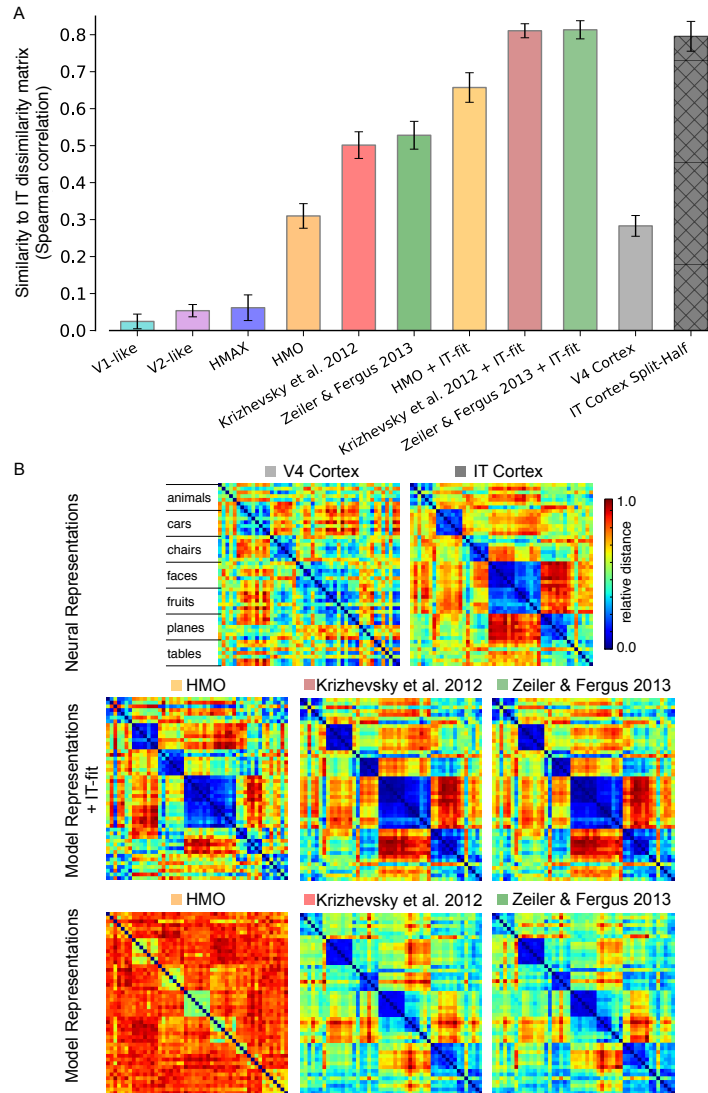 A
Similarity to IT dissimilarity matrix
(Spearman correlation)
0.8
0.7
0.6
0.5
0.4
0.3
0.2
0.1
0.0
V1-like
V2-like
HMAX
HMO
Krizhevsky et al. 2012
Zeiler & Fergus 2013
HMO + IT-fit
Krizhevsky et al. 2012 + IT-fit
Zeiler & Fergus 2013 + IT-fit
V4 Cortex
IT Cortex Split-Half
B
V4 Cortex
IT Cortex
Neural Representations
animals
cars
chairs
faces
fruits
planes
tables
1.0
relative distance
0.0
HMO
Krizhevsky et al. 2012
Zeiler & Fergus 2013
Model Representations
+ IT-fit
HMO
Krizhevsky et al. 2012
Zeiler & Fergus 2013
Model Representations